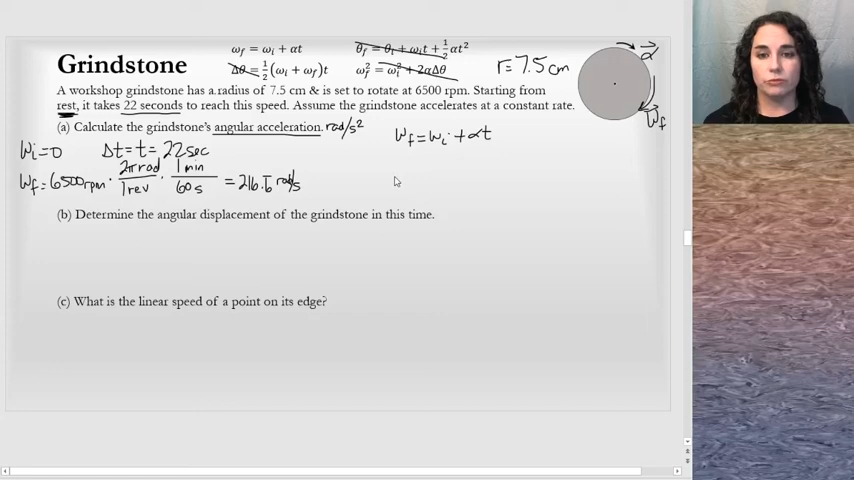 Grindstone
ωf = ωi + αt
θf = θi + ωit + 1/2 αt²
Δθ = 1/2 (ωi + ωf)t
ωf² = ωi² + 2αΔθ
r = 7.5 cm
α
ωf
A workshop grindstone has a radius of 7.5 cm & is set to rotate at 6500 rpm. Starting from
rest, it takes 22 seconds to reach this speed. Assume the grindstone accelerates at a constant rate.
(a) Calculate the grindstone's angular acceleration. rad/s²
ωf = ωi + αt
ωi = 0 Δt = t = 22 sec
ωf = 6500 rpm · 2π rad/1 rev · 1 min/60 s = 216.6̅ rad/s
(b) Determine the angular displacement of the grindstone in this time.
(c) What is the linear speed of a point on its edge?